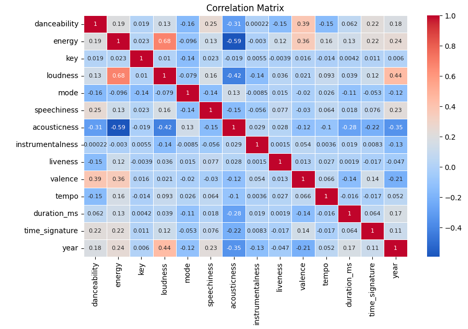 Correlation Matrix
danceability 1 0.19 0.019 0.13 -0.16 0.25 -0.31 0.00022 -0.15 0.39 -0.15 0.062 0.22 0.18
energy 0.19 1 0.023 0.68 -0.096 0.13 -0.59 -0.003 0.12 0.36 0.16 0.13 0.22 0.24
key 0.019 0.023 1 0.01 -0.14 0.023 -0.019 0.0055 -0.0039 0.016 -0.014 0.0042 0.011 0.006
loudness 0.13 0.68 0.01 1 -0.079 0.16 -0.42 -0.14 0.036 0.021 0.093 0.039 0.12 0.44
mode -0.16 -0.096 -0.14 -0.079 1 -0.14 0.13 -0.0085 0.015 -0.02 0.026 -0.11 -0.053 -0.12
speechiness 0.25 0.13 0.023 0.16 -0.14 1 -0.15 -0.056 0.077 -0.03 0.064 0.018 0.076 0.23
acousticness -0.31 -0.59 -0.019 -0.42 0.13 -0.15 1 0.029 0.028 -0.12 -0.1 -0.28 -0.22 -0.35
instrumentalness 0.00022 -0.003 0.0055 -0.14 -0.0085 -0.056 0.029 1 0.0015 0.054 0.0036 0.019 0.0083 -0.13
liveness -0.15 0.12 -0.0039 0.036 0.015 0.077 0.028 0.0015 1 0.013 0.027 0.0019 -0.017 -0.047
valence 0.39 0.36 0.016 0.021 -0.02 -0.03 -0.12 0.054 0.013 1 0.066 -0.14 0.14 -0.21
tempo -0.15 0.16 -0.014 0.093 0.026 0.064 -0.1 0.0036 0.027 0.066 1 -0.016 -0.017 0.052
duration_ms 0.062 0.13 0.0042 0.039 -0.11 0.018 -0.28 0.019 0.0019 -0.14 -0.016 1 0.064 0.17
time_signature 0.22 0.22 0.011 0.12 -0.053 0.076 -0.22 0.0083 -0.017 0.14 -0.017 0.064 1 0.11
year 0.18 0.24 0.006 0.44 -0.12 0.23 -0.35 -0.13 -0.047 -0.21 0.052 0.17 0.11 1
danceability
energy
key
loudness
mode
speechiness
acousticness
instrumentalness
liveness
valence
tempo
duration_ms
time_signature
year
1.0
0.8
0.6
0.4
0.2
0.0
−0.2
−0.4